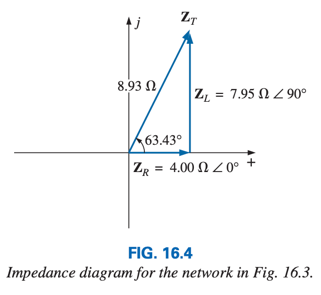 j
Z_T
8.93 Ω
Z_L = 7.95 Ω ∠ 90°
63.43°
Z_R = 4.00 Ω ∠ 0° +
FIG. 16.4
Impedance diagram for the network in Fig. 16.3.